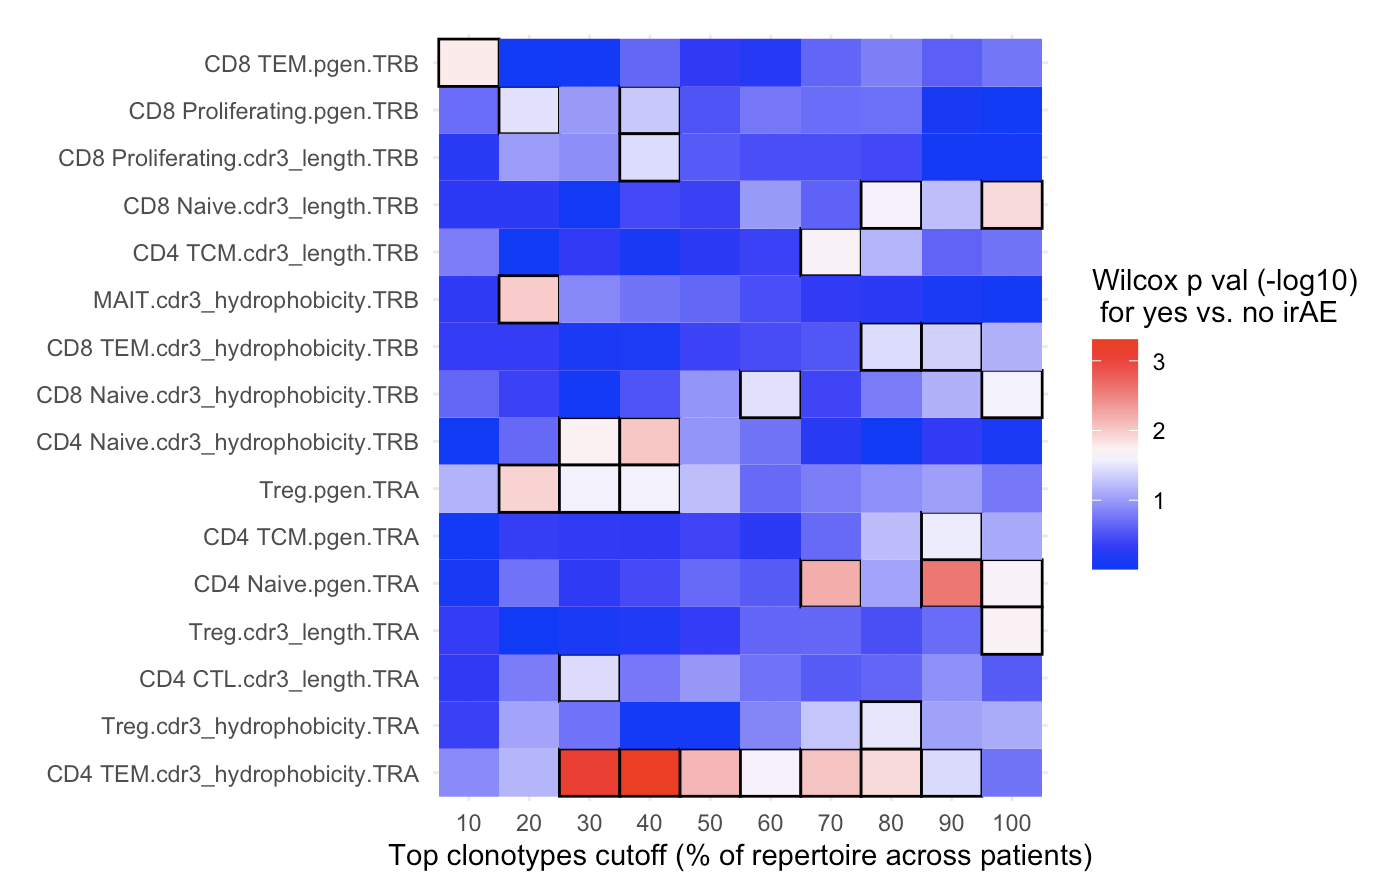 CD8 TEM.pgen.TRB
CD8 Proliferating.pgen.TRB
CD8 Proliferating.cdr3_length.TRB
CD8 Naive.cdr3_length.TRB
CD4 TCM.cdr3_length.TRB
MAIT.cdr3_hydrophobicity.TRB
CD8 TEM.cdr3_hydrophobicity.TRB
CD8 Naive.cdr3_hydrophobicity.TRB
CD4 Naive.cdr3_hydrophobicity.TRB
Treg.pgen.TRA
CD4 TCM.pgen.TRA
CD4 Naive.pgen.TRA
Treg.cdr3_length.TRA
CD4 CTL.cdr3_length.TRA
Treg.cdr3_hydrophobicity.TRA
CD4 TEM.cdr3_hydrophobicity.TRA
10 20 30 40 50 60 70 80 90 100
Top clonotypes cutoff (% of repertoire across patients)
Wilcox p val (-log10)
for yes vs. no irAE
3
2
1